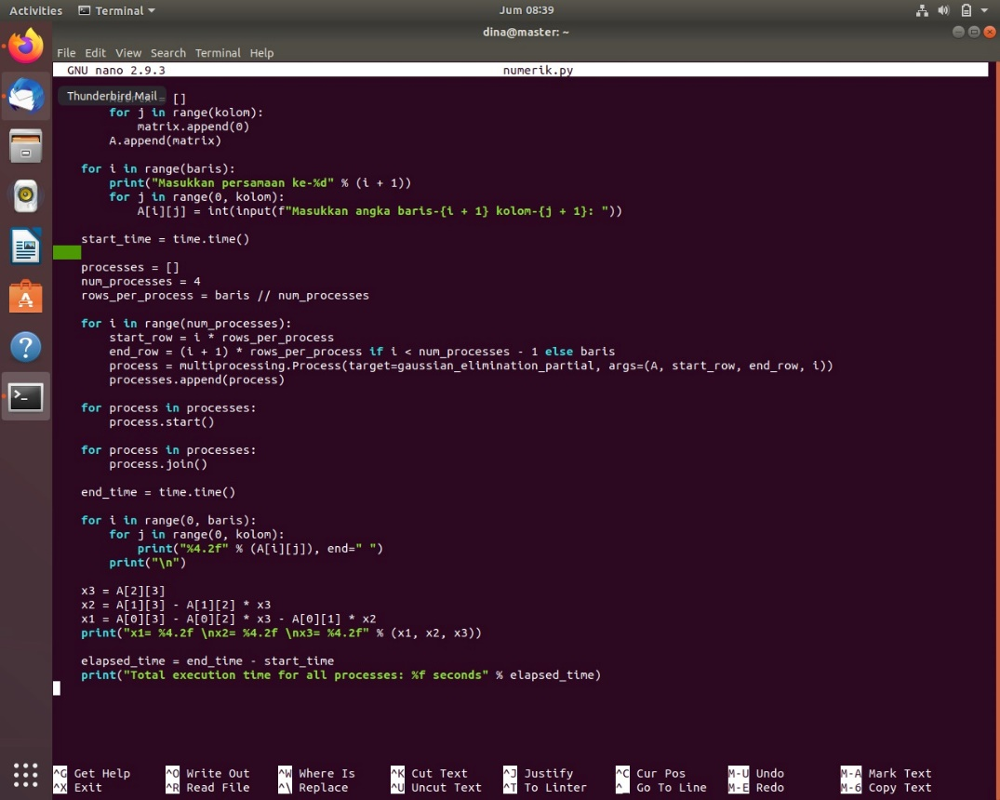 Activities Terminal Jum 08:39
dina@master: ~
File Edit View Search Terminal Help
GNU nano 2.9.3 numerik.py
Thunderbird Mail = []
for j in range(kolom):
matrix.append(0)
A.append(matrix)
for i in range(baris):
print("Masukkan persamaan ke-%d" % (i + 1))
for j in range(0, kolom):
A[i][j] = int(input(f"Masukkan angka baris-{i + 1} kolom-{j + 1}: "))
start_time = time.time()
processes = []
num_processes = 4
rows_per_process = baris // num_processes
for i in range(num_processes):
start_row = i * rows_per_process
end_row = (i + 1) * rows_per_process if i < num_processes - 1 else baris
process = multiprocessing.Process(target=gaussian_elimination_partial, args=(A, start_row, end_row, i))
processes.append(process)
for process in processes:
process.start()
for process in processes:
process.join()
end_time = time.time()
for i in range(0, baris):
for j in range(0, kolom):
print("%4.2f" % (A[i][j]), end=" ")
print("\n")
x3 = A[2][3]
x2 = A[1][3] - A[1][2] * x3
x1 = A[0][3] - A[0][2] * x3 - A[0][1] * x2
print("x1= %4.2f \nx2= %4.2f \nx3= %4.2f" % (x1, x2, x3))
elapsed_time = end_time - start_time
print("Total execution time for all processes: %f seconds" % elapsed_time)
^G Get Help ^O Write Out ^W Where Is ^K Cut Text ^J Justify ^C Cur Pos M-U Undo M-A Mark Text
^X Exit ^R Read File ^\ Replace ^U Uncut Text ^T To Linter ^_ Go To Line M-E Redo M-6 Copy Text